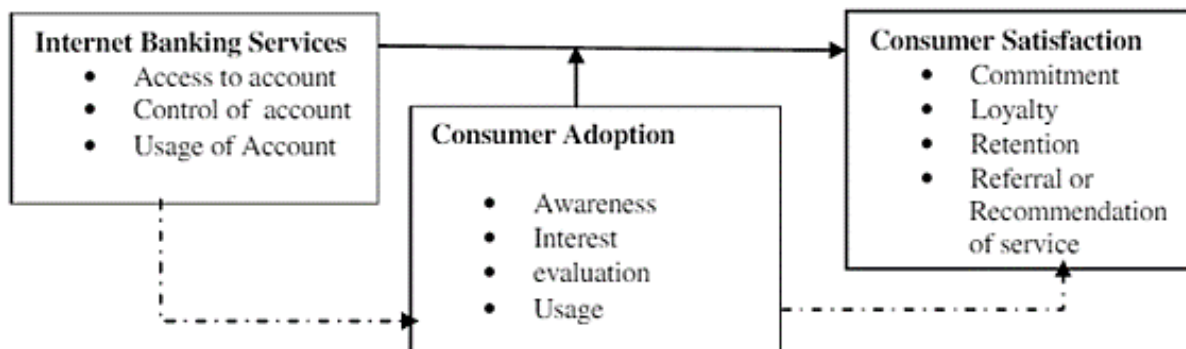 Internet Banking Services
• Access to account
• Control of account
• Usage of Account
Consumer Adoption
• Awareness
• Interest
• evaluation
• Usage
Consumer Satisfaction
• Commitment
• Loyalty
• Retention
• Referral or
Recommendation
of service